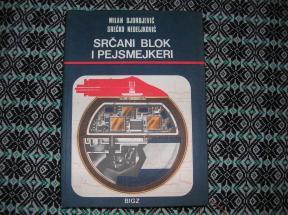 MILAN DJORDJEVIĆ
SREĆKO NEDELJKOVIĆ
SRČANI BLOK
I PEJSMEJKERI
BIGZ